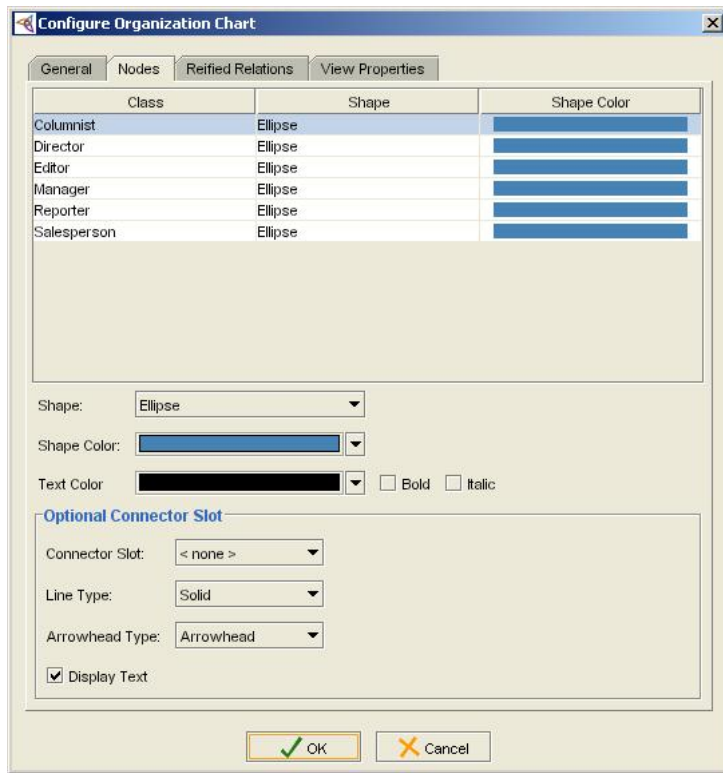 Configure Organization Chart
General Nodes Reified Relations View Properties
Class Shape Shape Color
Columnist Ellipse
Director Ellipse
Editor Ellipse
Manager Ellipse
Reporter Ellipse
Salesperson Ellipse
Shape: Ellipse
Shape Color:
Text Color Bold Italic
Optional Connector Slot
Connector Slot: < none >
Line Type: Solid
Arrowhead Type: Arrowhead
Display Text
OK Cancel